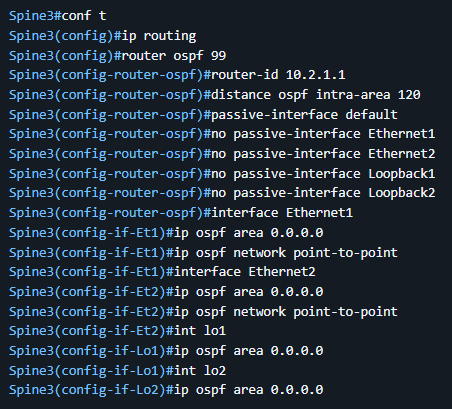 Spine3#conf t
Spine3(config)#ip routing
Spine3(config)#router ospf 99
Spine3(config-router-ospf)#router-id 10.2.1.1
Spine3(config-router-ospf)#distance ospf intra-area 120
Spine3(config-router-ospf)#passive-interface default
Spine3(config-router-ospf)#no passive-interface Ethernet1
Spine3(config-router-ospf)#no passive-interface Ethernet2
Spine3(config-router-ospf)#no passive-interface Loopback1
Spine3(config-router-ospf)#no passive-interface Loopback2
Spine3(config-router-ospf)#interface Ethernet1
Spine3(config-if-Et1)#ip ospf area 0.0.0.0
Spine3(config-if-Et1)#ip ospf network point-to-point
Spine3(config-if-Et1)#interface Ethernet2
Spine3(config-if-Et2)#ip ospf area 0.0.0.0
Spine3(config-if-Et2)#ip ospf network point-to-point
Spine3(config-if-Et2)#int lo1
Spine3(config-if-Lo1)#ip ospf area 0.0.0.0
Spine3(config-if-Lo1)#int lo2
Spine3(config-if-Lo2)#ip ospf area 0.0.0.0